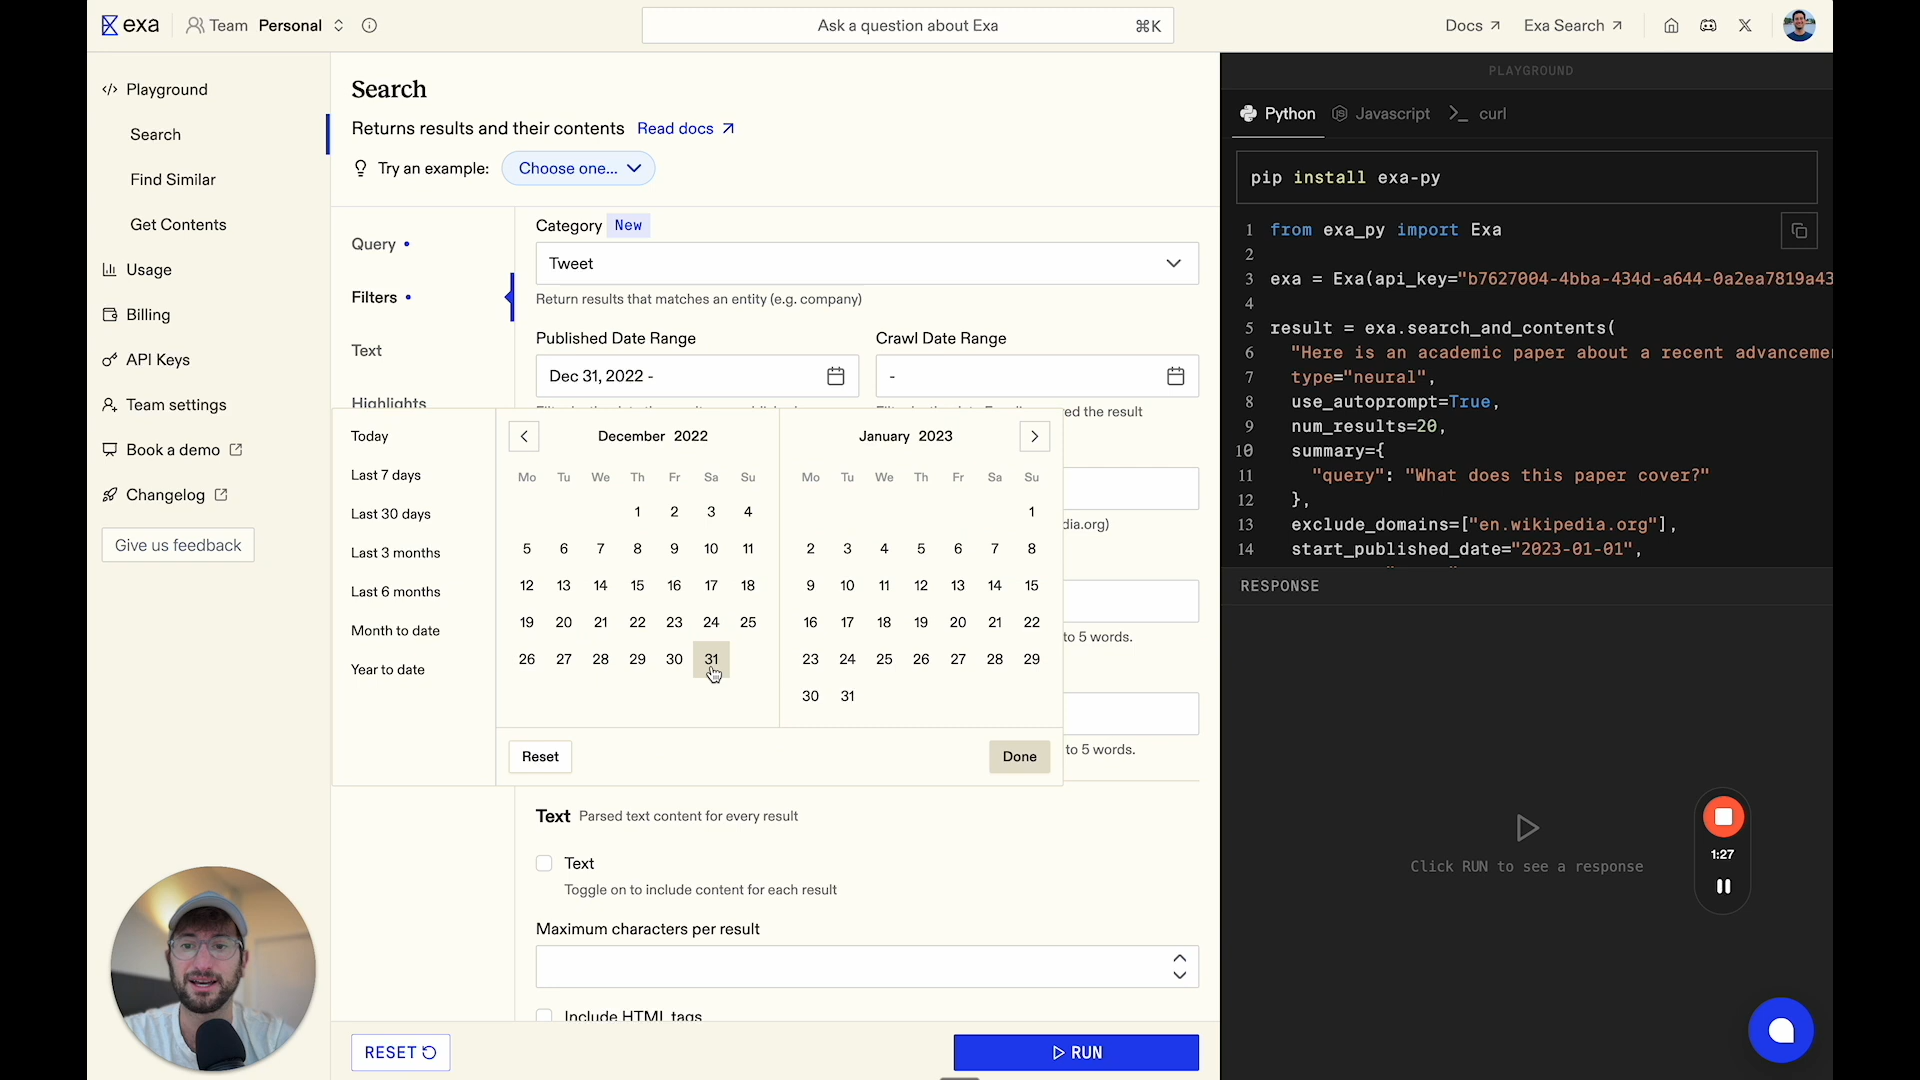 exa Team Personal
Ask a question about Exa ⌘K
Docs ↗ Exa Search ↗
Playground
Search
Find Similar
Get Contents
Usage
Billing
API Keys
Team settings
Book a demo
Changelog
Give us feedback
Search
Returns results and their contents Read docs ↗
Try an example: Choose one...
Query •
Filters •
Text
Highlights
Category New
Tweet
Return results that matches an entity (e.g. company)
Published Date Range Crawl Date Range
Dec 31, 2022 - -
ed the result
Today
Last 7 days
Last 30 days
Last 3 months
Last 6 months
Month to date
Year to date
December 2022
Mo Tu We Th Fr Sa Su
1 2 3 4
5 6 7 8 9 10 11
12 13 14 15 16 17 18
19 20 21 22 23 24 25
26 27 28 29 30 31
January 2023
Mo Tu We Th Fr Sa Su
1
2 3 4 5 6 7 8
9 10 11 12 13 14 15
16 17 18 19 20 21 22
23 24 25 26 27 28 29
30 31
Reset Done
dia.org)
to 5 words.
to 5 words.
Text Parsed text content for every result
Text
Toggle on to include content for each result
Maximum characters per result
Include HTML tags
RESET RUN
PLAYGROUND
Python Javascript >_ curl
pip install exa-py
1 from exa_py import Exa
2
3 exa = Exa(api_key="b7627004-4bba-434d-a644-0a2ea7819a43
4
5 result = exa.search_and_contents(
6 "Here is an academic paper about a recent advanceme
7 type="neural",
8 use_autoprompt=True,
9 num_results=20,
10 summary={
11 "query": "What does this paper cover?"
12 },
13 exclude_domains=["en.wikipedia.org"],
14 start_published_date="2023-01-01",
RESPONSE
Click RUN to see a response
1:27